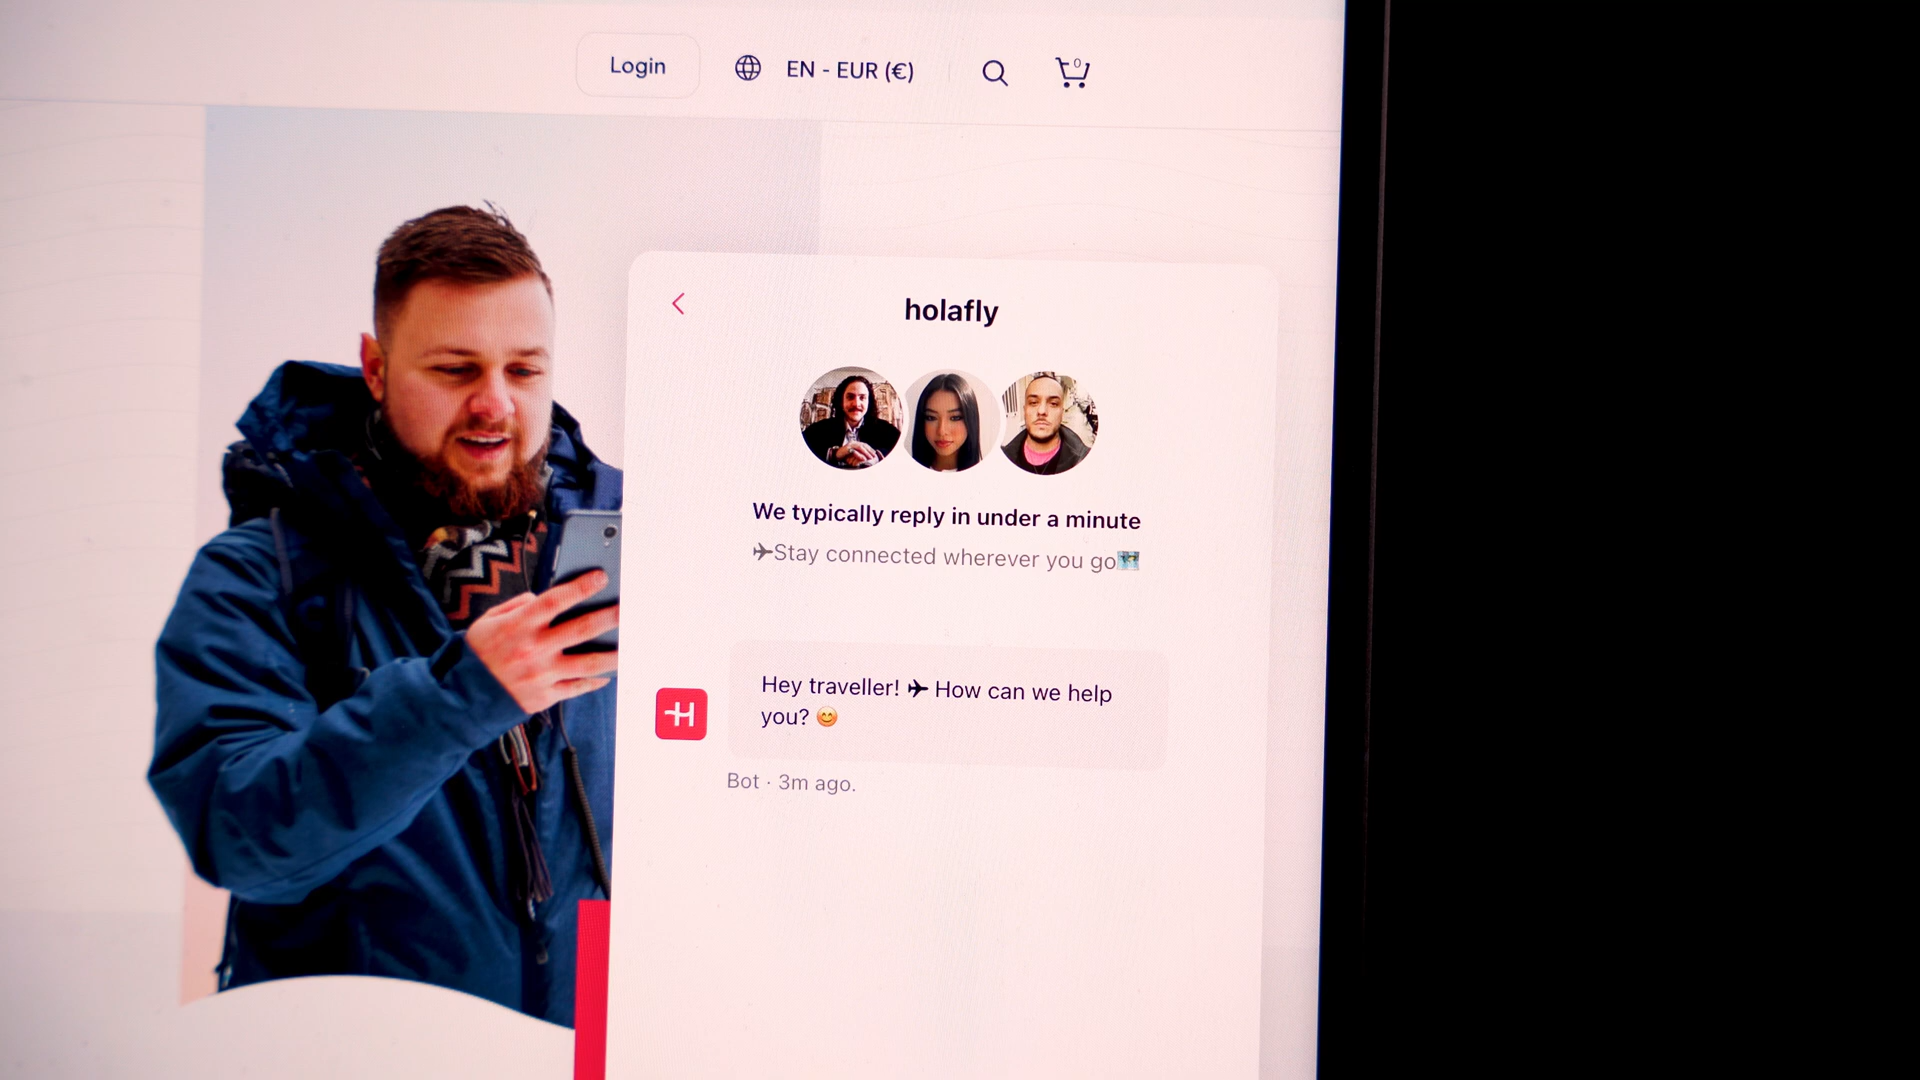 Login
EN - EUR (€)
0
holafly
We typically reply in under a minute
✈Stay connected wherever you go🗺️
Hey traveller! ✈ How can we help
you? 😊
H
Bot · 3m ago.